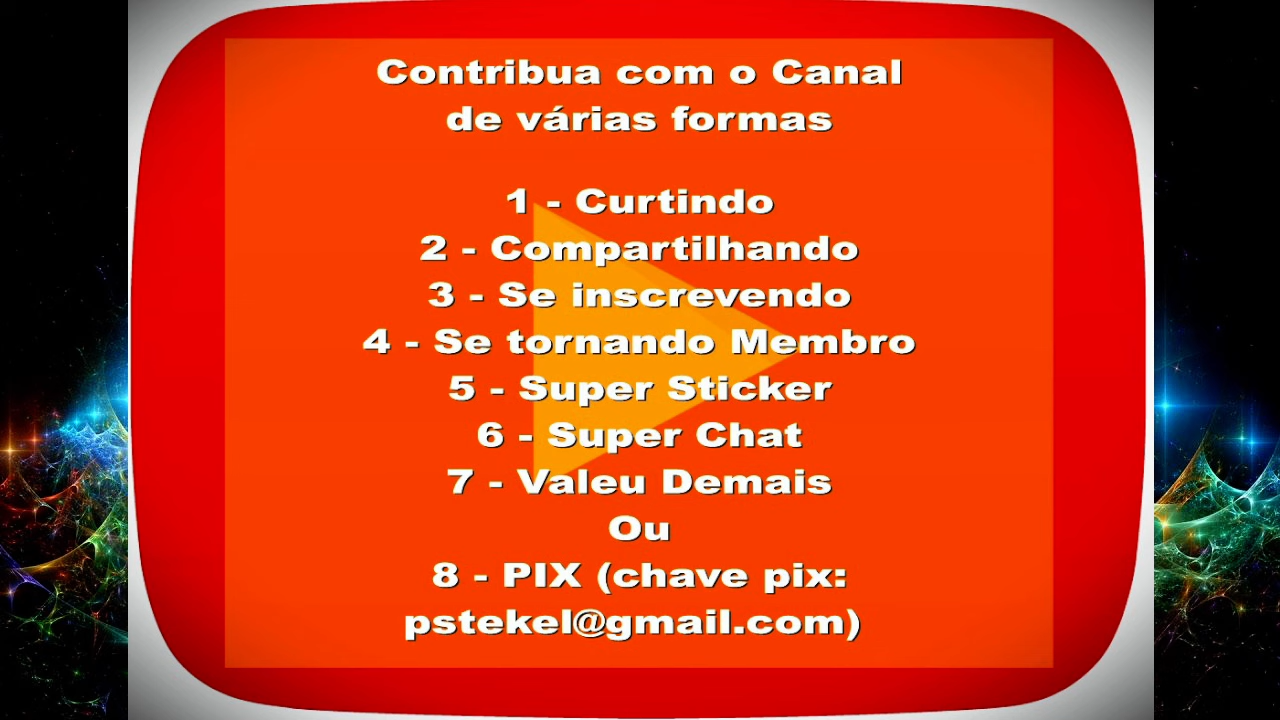 Contribua com o Canal
de várias formas
1 - Curtindo
2 - Compartilhando
3 - Se inscrevendo
4 - Se tornando Membro
5 - Super Sticker
6 - Super Chat
7 - Valeu Demais
Ou
8 - PIX (chave pix:
pstekel@gmail.com)